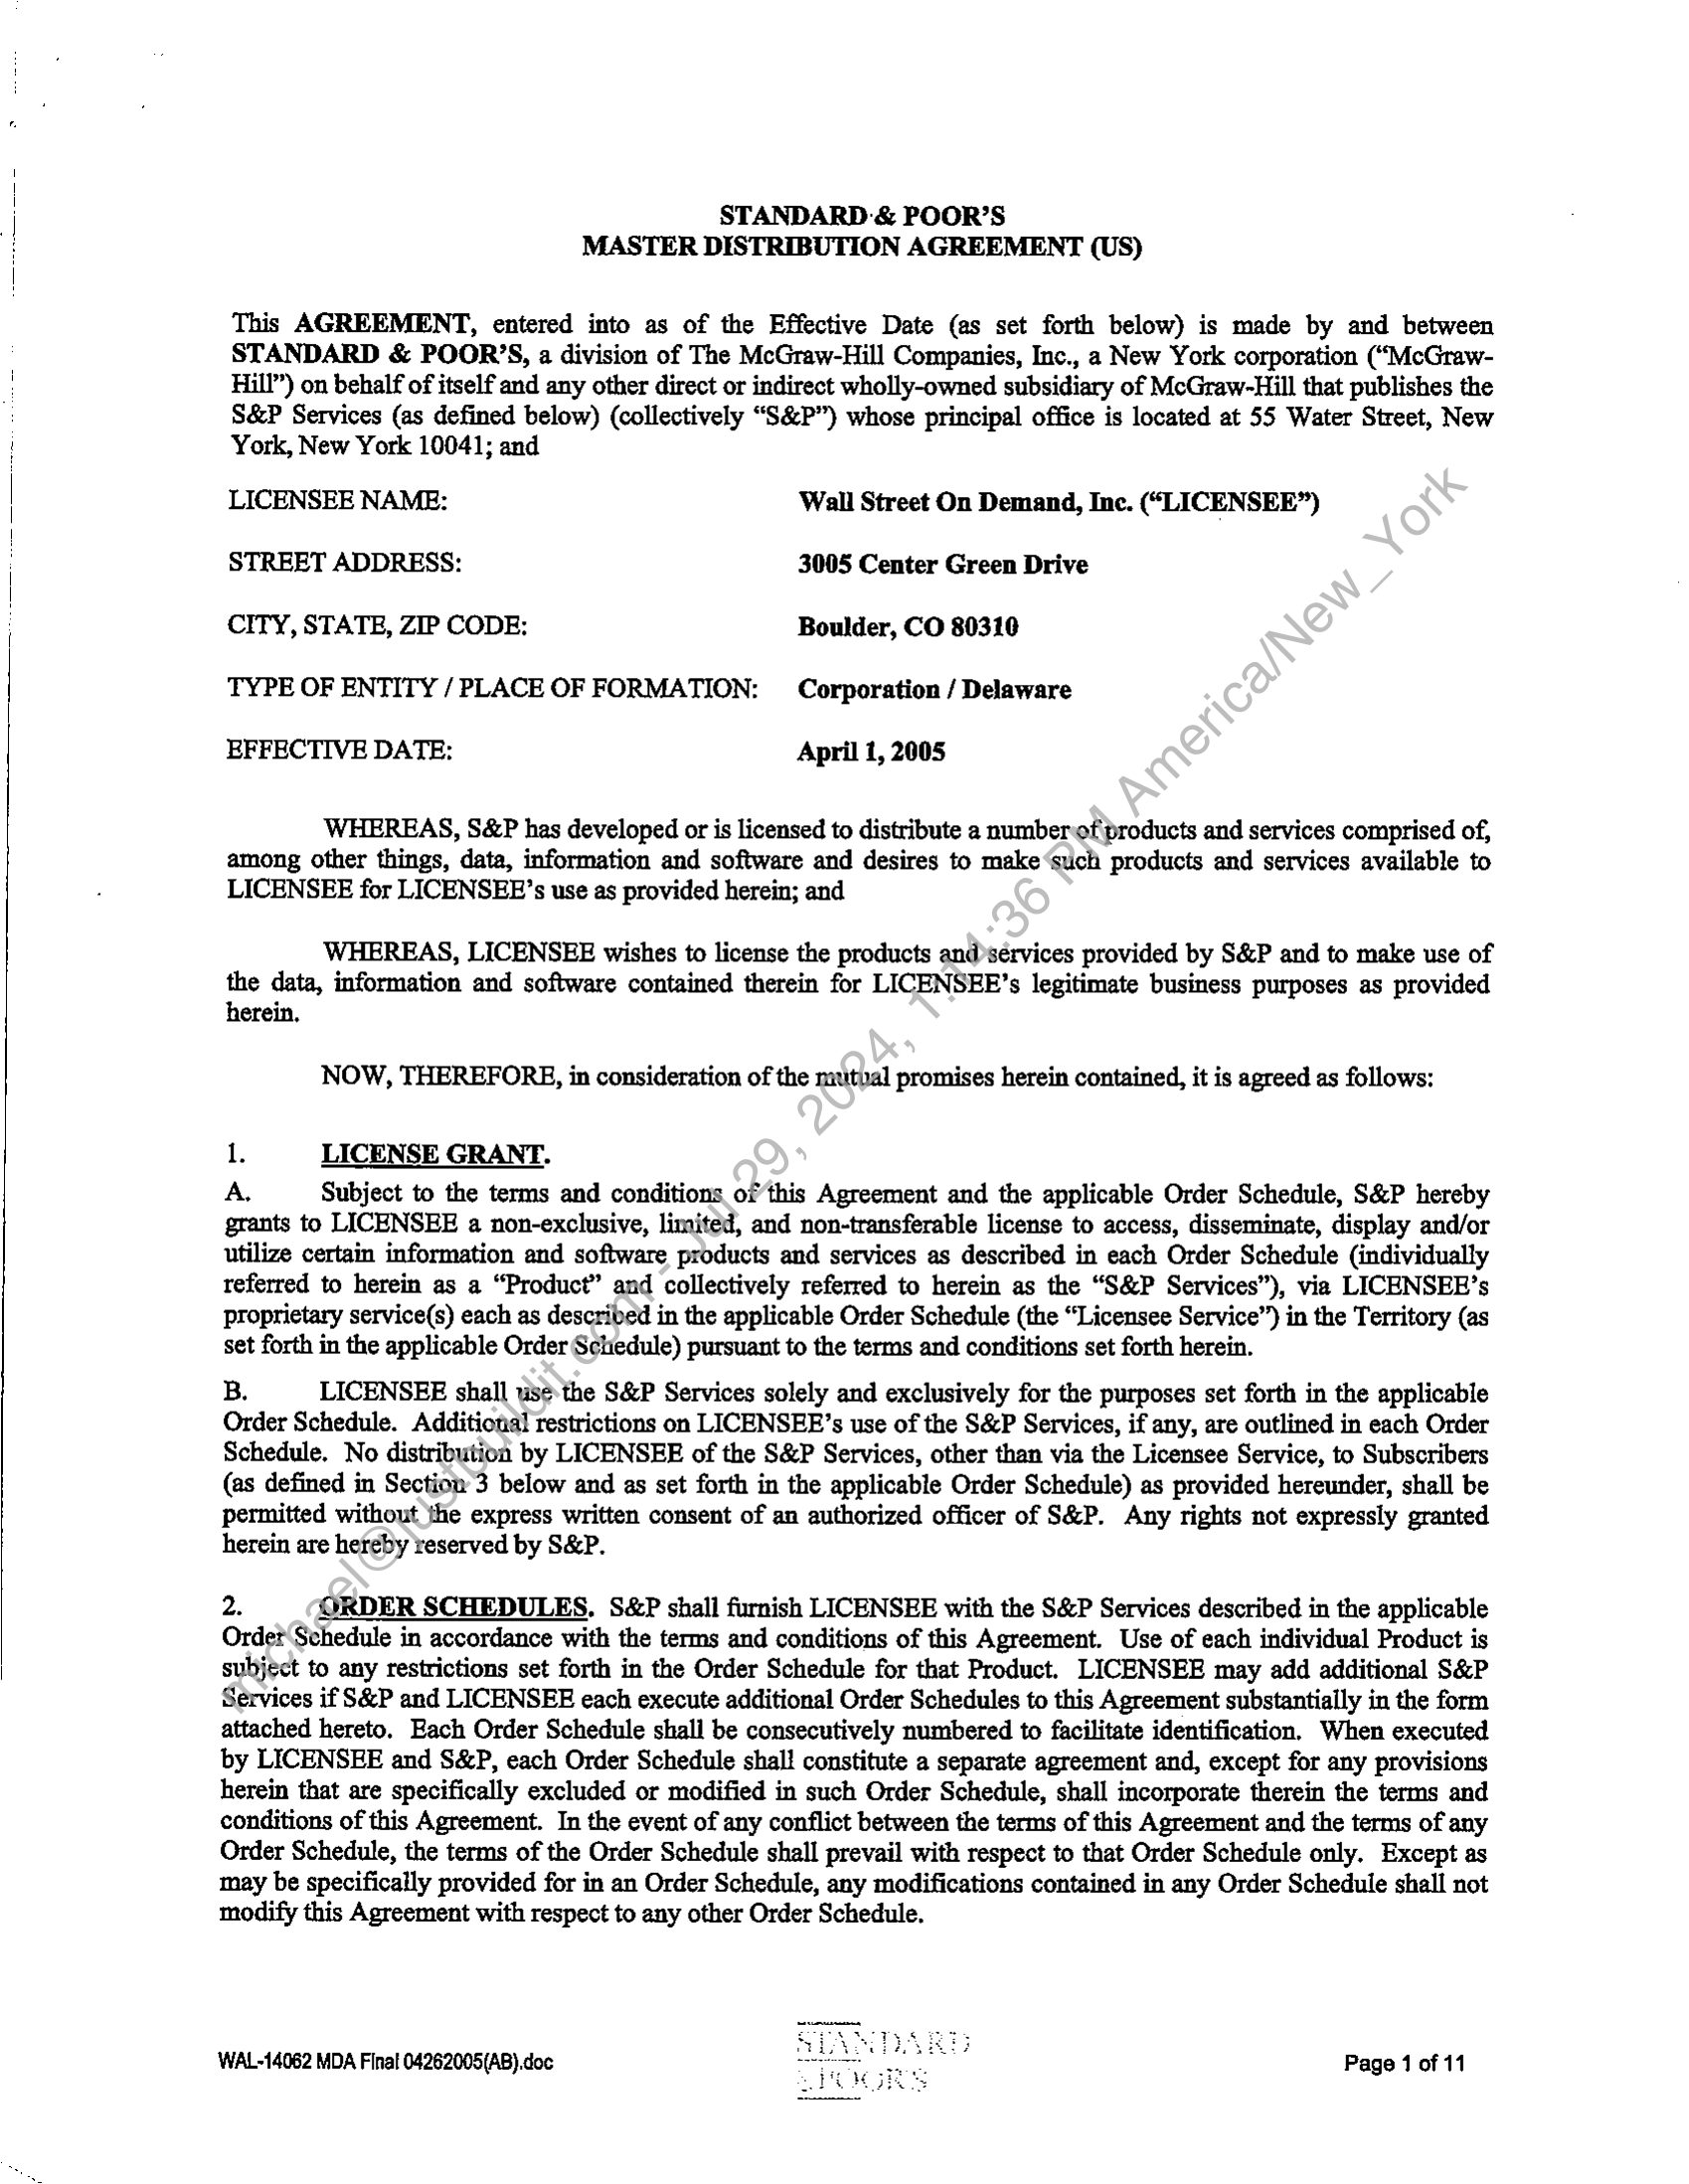 STANDARD & POOR'S
MASTER DISTRIBUTION AGREEMENT (US)
This AGREEMENT, entered into as of the Effective Date (as set forth below) is made by and between
STANDARD & POOR'S, a division of The McGraw-Hill Companies, Inc., a New York corporation ("McGraw-
Hill") on behalf of itself and any other direct or indirect wholly-owned subsidiary of McGraw-Hill that publishes the
S&P Services (as defined below) (collectively "S&P") whose principal office is located at 55 Water Street, New
York, New York 10041; and
LICENSEE NAME: Wall Street On Demand, Inc. ("LICENSEE")
STREET ADDRESS: 3005 Center Green Drive
CITY, STATE, ZIP CODE: Boulder, CO 80310
TYPE OF ENTITY / PLACE OF FORMATION: Corporation / Delaware
EFFECTIVE DATE: April 1, 2005
WHEREAS, S&P has developed or is licensed to distribute a number of products and services comprised of,
among other things, data, information and software and desires to make such products and services available to
LICENSEE for LICENSEE's use as provided herein; and
WHEREAS, LICENSEE wishes to license the products and services provided by S&P and to make use of
the data, information and software contained therein for LICENSEE's legitimate business purposes as provided
herein.
NOW, THEREFORE, in consideration of the mutual promises herein contained, it is agreed as follows:
1. LICENSE GRANT.
A. Subject to the terms and conditions of this Agreement and the applicable Order Schedule, S&P hereby
grants to LICENSEE a non-exclusive, limited, and non-transferable license to access, disseminate, display and/or
utilize certain information and software products and services as described in each Order Schedule (individually
referred to herein as a "Product" and collectively referred to herein as the "S&P Services"), via LICENSEE's
proprietary service(s) each as described in the applicable Order Schedule (the "Licensee Service") in the Territory (as
set forth in the applicable Order Schedule) pursuant to the terms and conditions set forth herein.
B. LICENSEE shall use the S&P Services solely and exclusively for the purposes set forth in the applicable
Order Schedule. Additional restrictions on LICENSEE's use of the S&P Services, if any, are outlined in each Order
Schedule. No distribution by LICENSEE of the S&P Services, other than via the Licensee Service, to Subscribers
(as defined in Section 3 below and as set forth in the applicable Order Schedule) as provided hereunder, shall be
permitted without the express written consent of an authorized officer of S&P. Any rights not expressly granted
herein are hereby reserved by S&P.
2. ORDER SCHEDULES. S&P shall furnish LICENSEE with the S&P Services described in the applicable
Order Schedule in accordance with the terms and conditions of this Agreement. Use of each individual Product is
subject to any restrictions set forth in the Order Schedule for that Product. LICENSEE may add additional S&P
Services if S&P and LICENSEE each execute additional Order Schedules to this Agreement substantially in the form
attached hereto. Each Order Schedule shall be consecutively numbered to facilitate identification. When executed
by LICENSEE and S&P, each Order Schedule shall constitute a separate agreement and, except for any provisions
herein that are specifically excluded or modified in such Order Schedule, shall incorporate therein the terms and
conditions of this Agreement. In the event of any conflict between the terms of this Agreement and the terms of any
Order Schedule, the terms of the Order Schedule shall prevail with respect to that Order Schedule only. Except as
may be specifically provided for in an Order Schedule, any modifications contained in any Order Schedule shall not
modify this Agreement with respect to any other Order Schedule.
WAL-14062 MDA Final 04262005(AB).doc
STANDARD
&POOR'S
Page 1 of 11
michael@justbuildit.com - Jul 29, 2024, 1:14:36 PM America/New_York